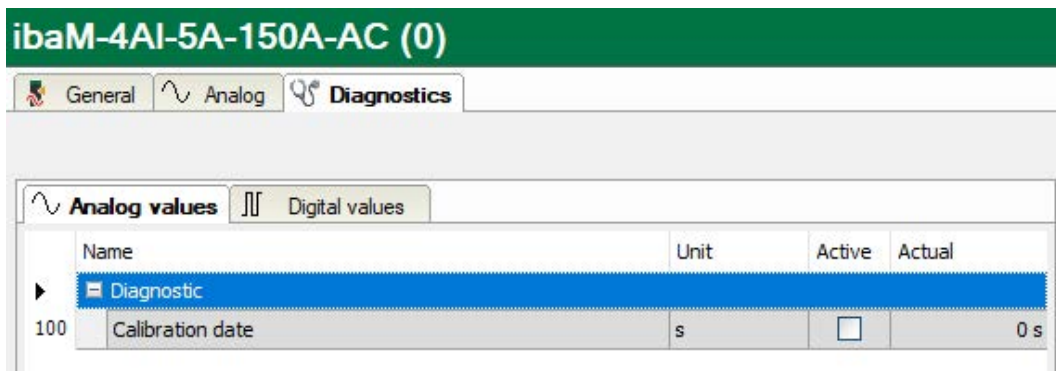 ibaM-4AI-5A-150A-AC (0)
General Analog Diagnostics
Analog values Digital values
Name Unit Active Actual
Diagnostic
100 Calibration date s 0 s